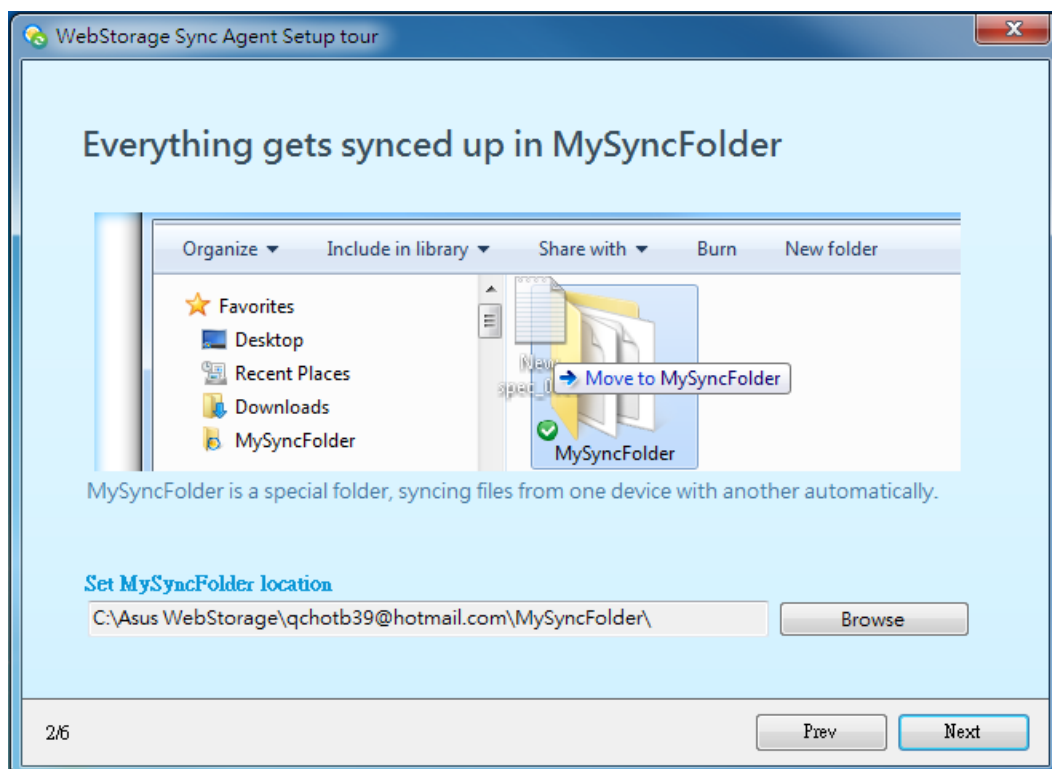 WebStorage Sync Agent Setup tour
X
Everything gets synced up in MySyncFolder
Organize Include in library Share with Burn New folder
Favorites
Desktop
Recent Places
Downloads
MySyncFolder
New
Move to MySyncFolder
MySyncFolder
MySyncFolder is a special folder, syncing files from one device with another automatically.
Set MySyncFolder location
C:\Asus WebStorage\qchotb39@hotmail.com\MySyncFolder\
Browse
2/6
Prev Next